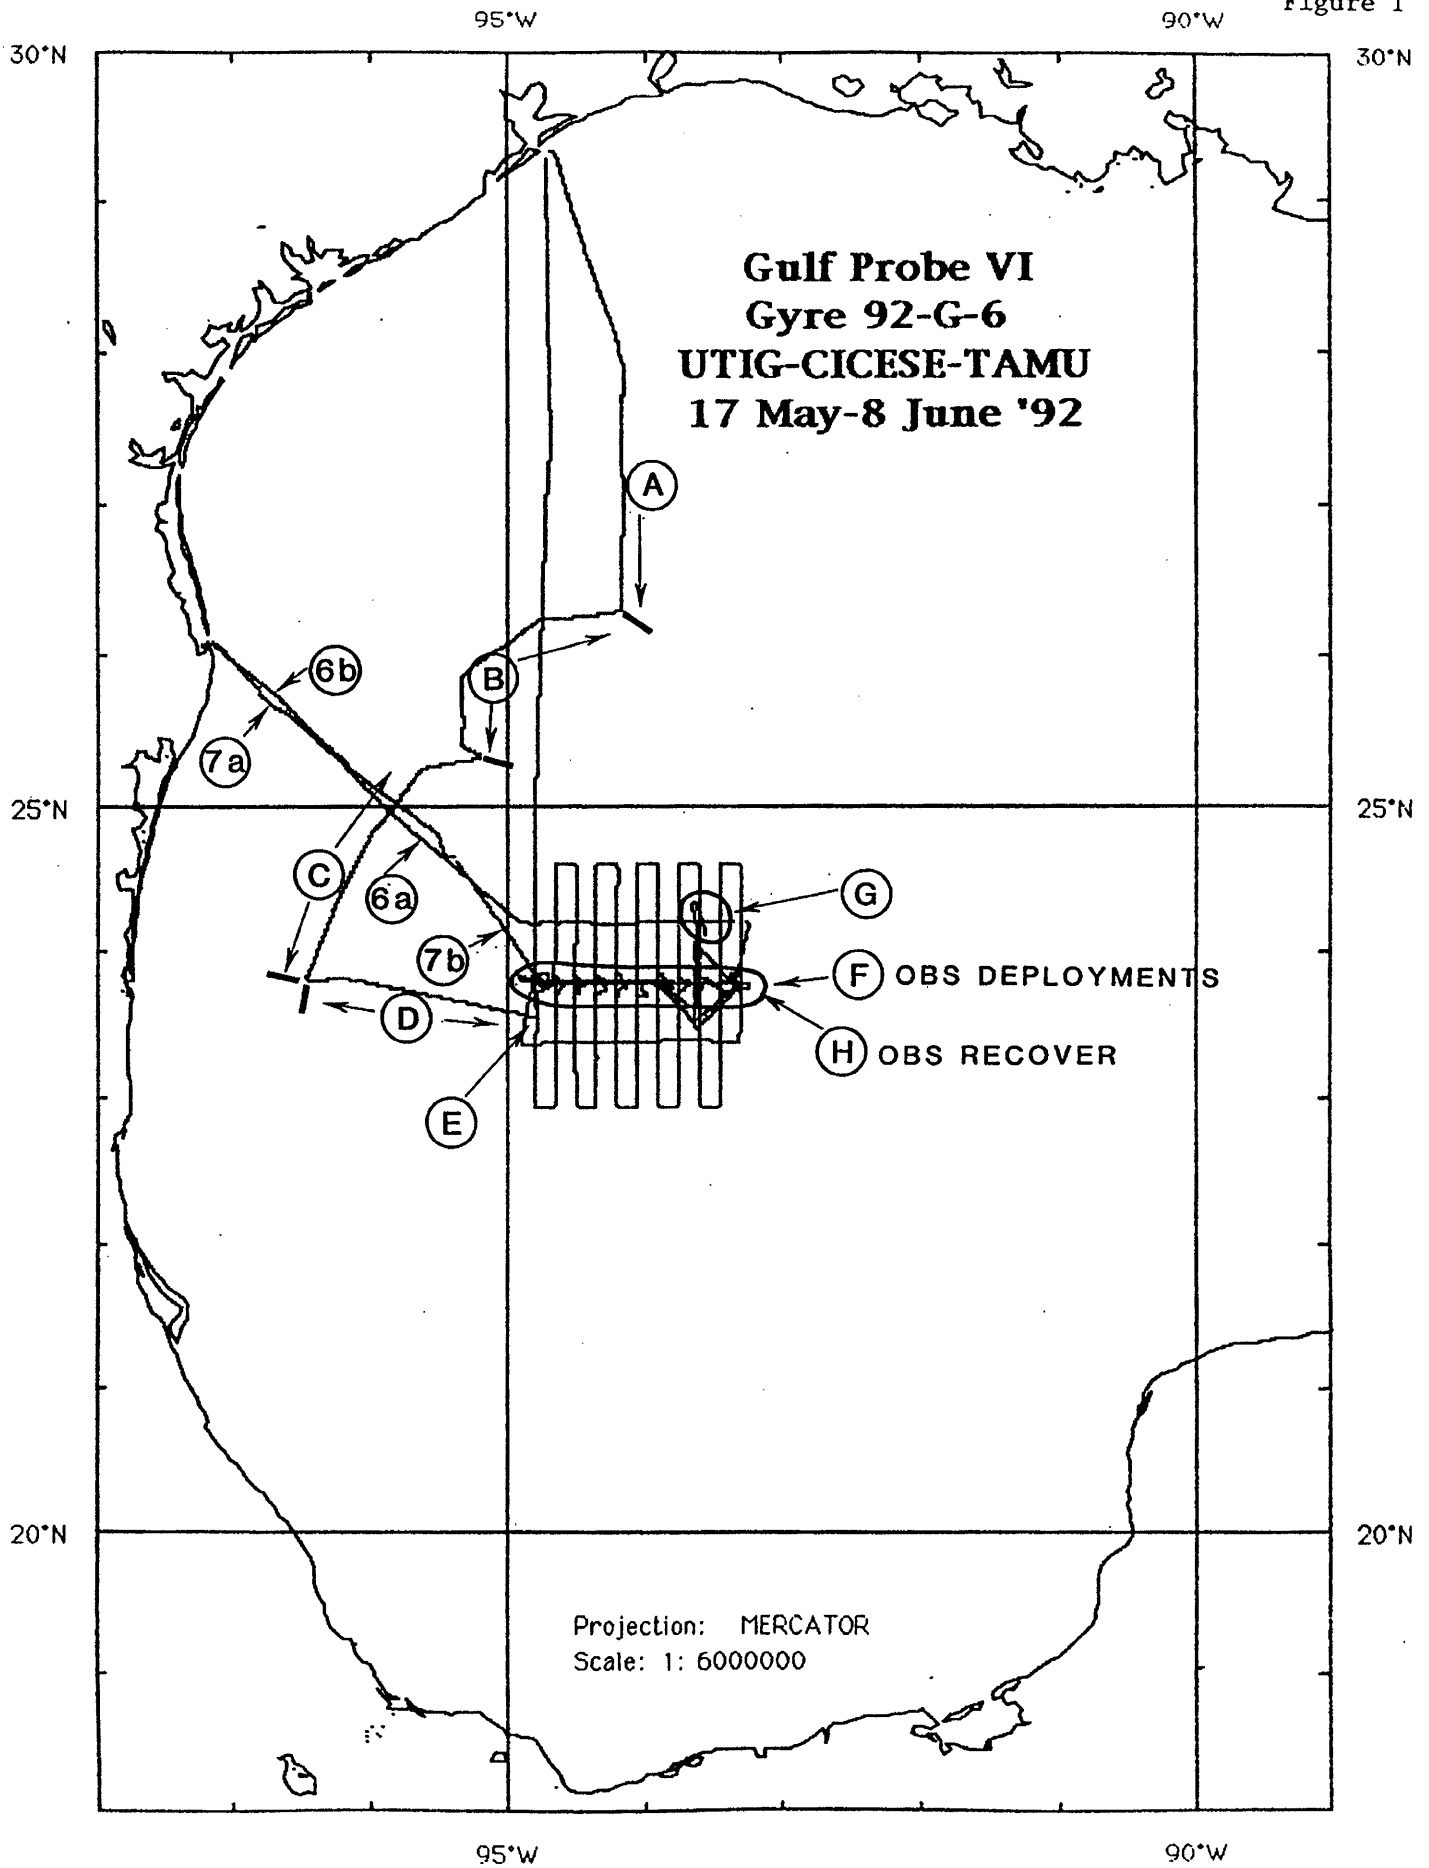 Figure 1
95°W 90°W
30°N 30°N
Gulf Probe VI
Gyre 92-G-6
UTIG-CICESE-TAMU
17 May-8 June '92
A
6b
B
7a
25°N 25°N
C
6a
G
7b
F OBS DEPLOYMENTS
D
H OBS RECOVER
E
20°N 20°N
Projection: MERCATOR
Scale: 1: 6000000
95°W 90°W